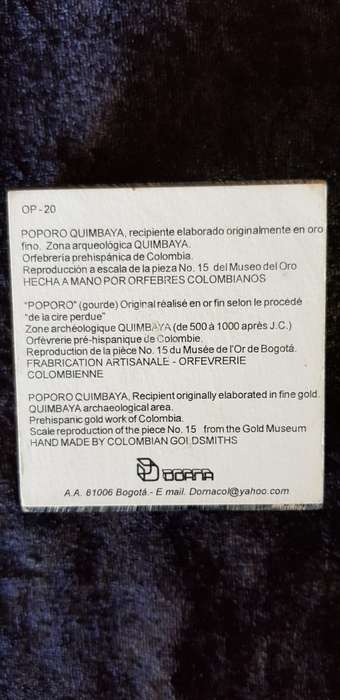 OP - 20
POPORO QUIMBAYA, recipiente elaborado originalmente en oro
fino. Zona arqueológica QUIMBAYA.
Orfebreria prehispánica de Colombia.
Reproducción a escala de la pieza No. 15 del Museo del Oro
HECHA A MANO POR ORFEBRES COLOMBIANOS
"POPORO" (gourde) Original réalisé en or fin selon le procédé
"de la cire perdue"
Zone archéologique QUIMBAYA (de 500 à 1000 après J.C.)
Orfèvrerie pré-hispanique de Colombie.
Reproduction de la pièce No. 15 du Musée de l'Or de Bogotá.
FRABRICATION ARTISANALE - ORFEVRERIE
COLOMBIENNE
POPORO QUIMBAYA, Recipient originally elaborated in fine gold.
QUIMBAYA archaeological area.
Prehispanic gold work of Colombia.
Scale reproduction of the piece No. 15 from the Gold Museum
HAND MADE BY COLOMBIAN GOLDSMITHS
DORNA
A.A. 81006 Bogotá.- E mail. Dornacol@yahoo.com